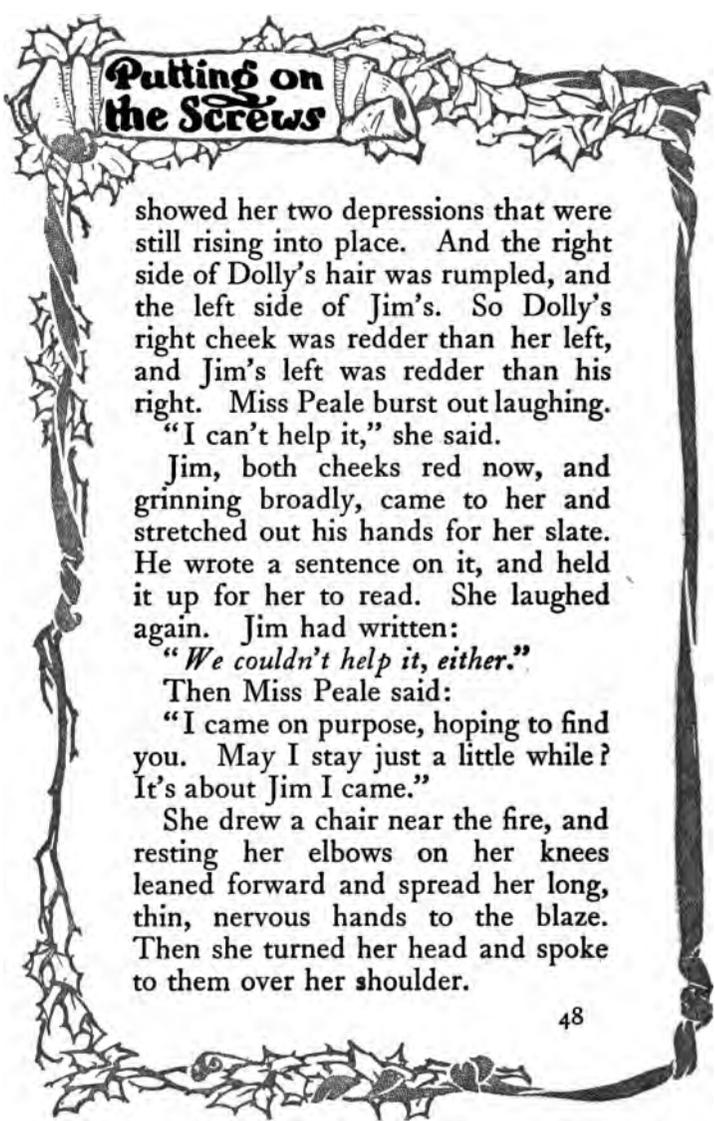 Putting on
the Screws
showed her two depressions that were
still rising into place. And the right
side of Dolly's hair was rumpled, and
the left side of Jim's. So Dolly's
right cheek was redder than her left,
and Jim's left was redder than his
right. Miss Peale burst out laughing.
"I can't help it," she said.
Jim, both cheeks red now, and
grinning broadly, came to her and
stretched out his hands for her slate.
He wrote a sentence on it, and held
it up for her to read. She laughed
again. Jim had written:
"We couldn't help it, either."
Then Miss Peale said:
"I came on purpose, hoping to find
you. May I stay just a little while?
It's about Jim I came."
She drew a chair near the fire, and
resting her elbows on her knees
leaned forward and spread her long,
thin, nervous hands to the blaze.
Then she turned her head and spoke
to them over her shoulder.
48